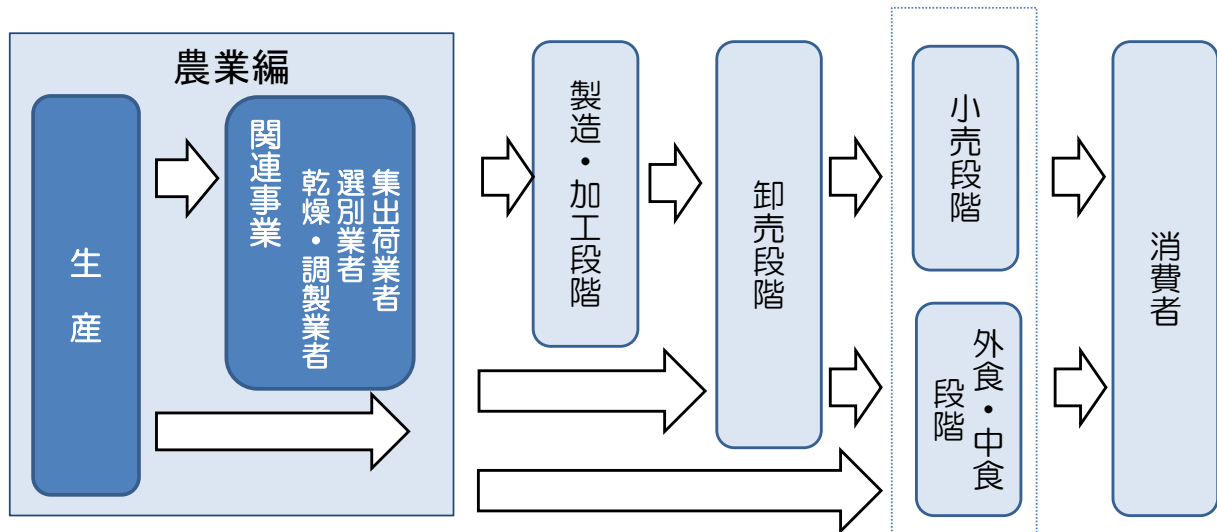 農業編
生産
関連事業
集出荷業者
選別業者
乾燥・調製業者
製造・加工段階
卸売段階
小売段階
外食・中食
段階
消費者